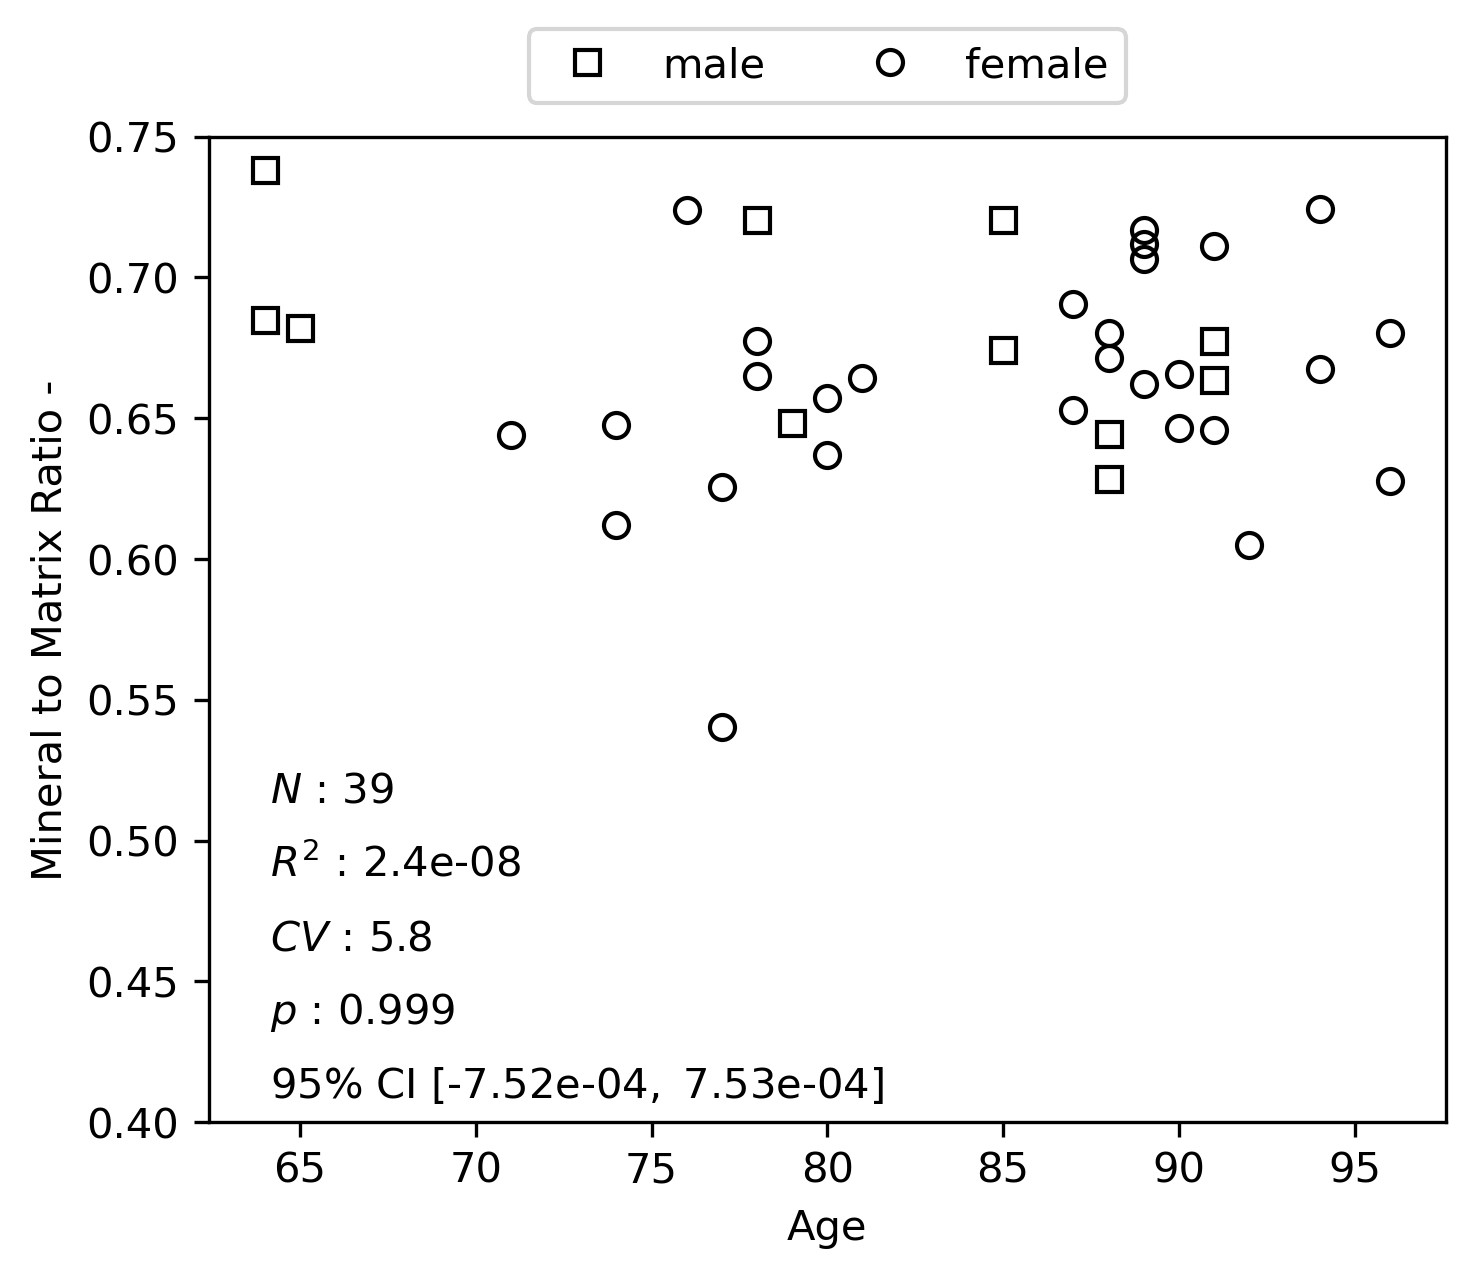 male female
0.75
0.70
0.65
0.60
0.55
0.50
0.45
0.40
Mineral to Matrix Ratio -
N : 39
R² : 2.4e-08
CV : 5.8
p : 0.999
95% CI [-7.52e-04, 7.53e-04]
65 70 75 80 85 90 95
Age